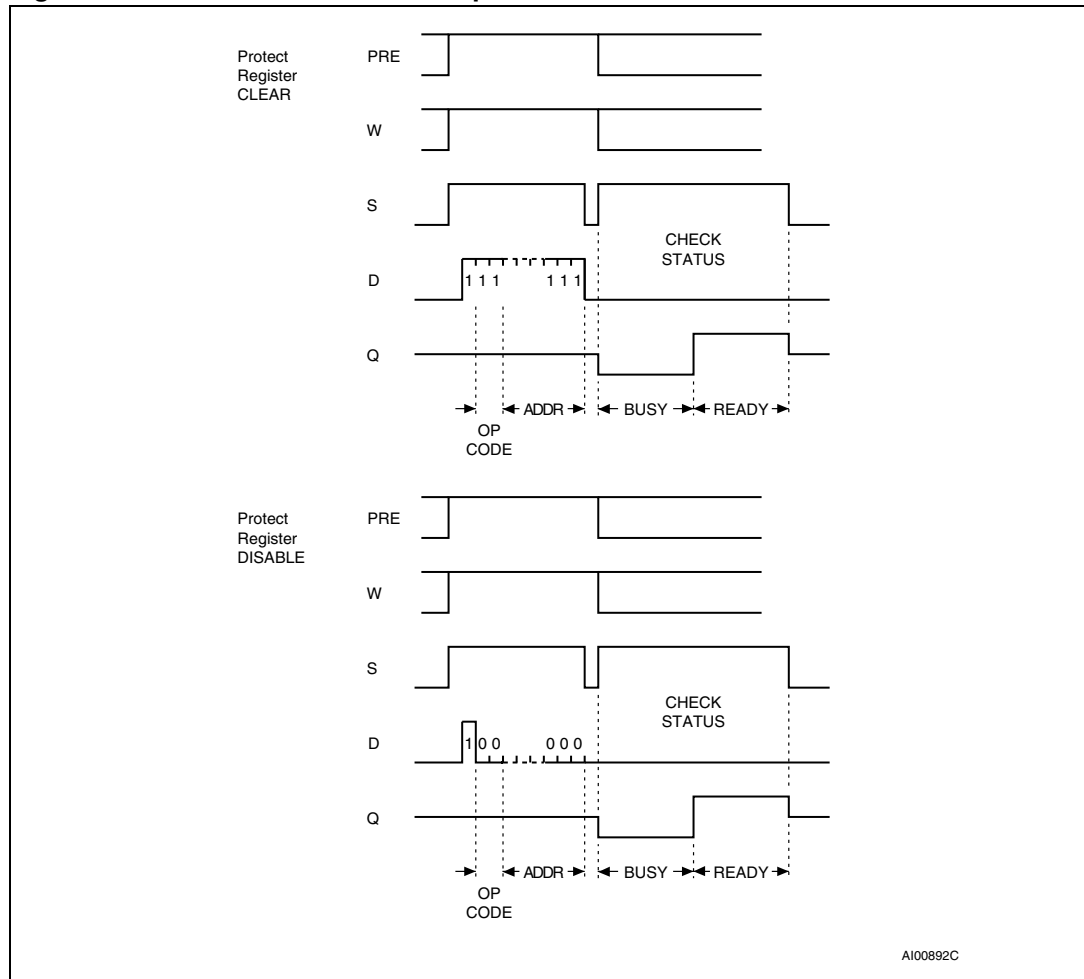 Protect
Register
CLEAR
PRE
W
S
CHECK
STATUS
D
1 1 1 1 1 1
Q
ADDR BUSY READY
OP
CODE
Protect
Register
DISABLE
PRE
W
S
CHECK
STATUS
D
1 0 0 0 0 0
Q
ADDR BUSY READY
OP
CODE
AI00892C